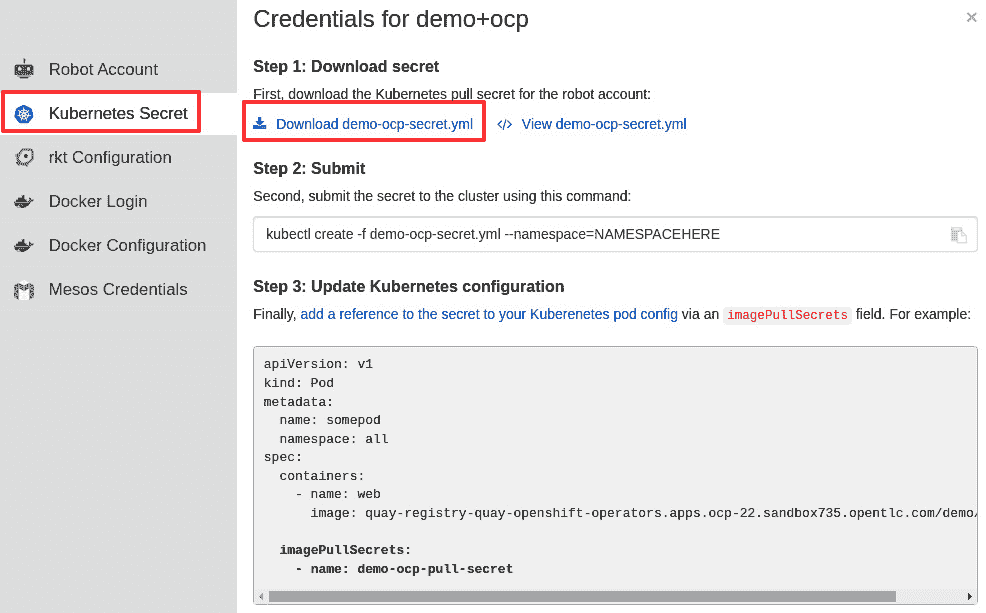 Credentials for demo+ocp
×
Robot Account
Kubernetes Secret
rkt Configuration
Docker Login
Docker Configuration
Mesos Credentials
Step 1: Download secret
First, download the Kubernetes pull secret for the robot account:
Download demo-ocp-secret.yml </> View demo-ocp-secret.yml
Step 2: Submit
Second, submit the secret to the cluster using this command:
kubectl create -f demo-ocp-secret.yml --namespace=NAMESPACEHERE
Step 3: Update Kubernetes configuration
Finally, add a reference to the secret to your Kuberenetes pod config via an imagePullSecrets field. For example:
apiVersion: v1
kind: Pod
metadata:
  name: somepod
  namespace: all
spec:
  containers:
    - name: web
      image: quay-registry-quay-openshift-operators.apps.ocp-22.sandbox735.opentlc.com/demo/
  imagePullSecrets:
    - name: demo-ocp-pull-secret